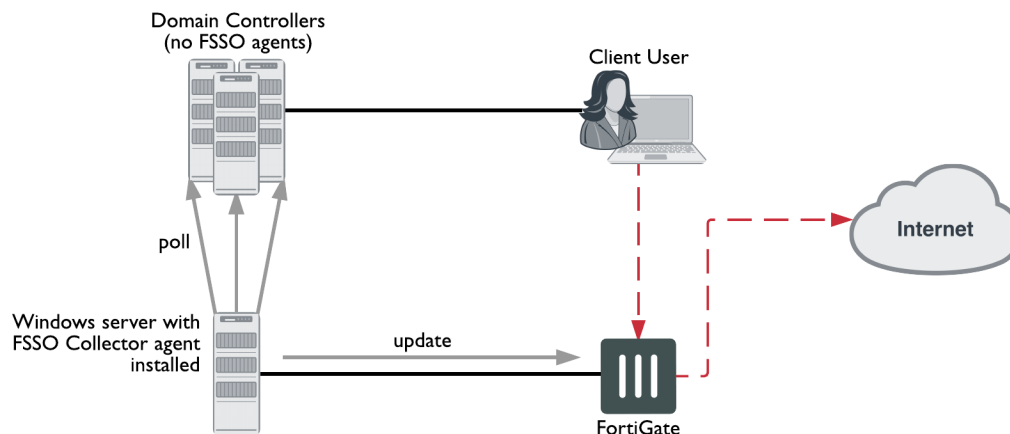 Domain Controllers
(no FSSO agents)
Client User
Internet
poll
Windows server with
FSSO Collector agent
installed
update
FortiGate